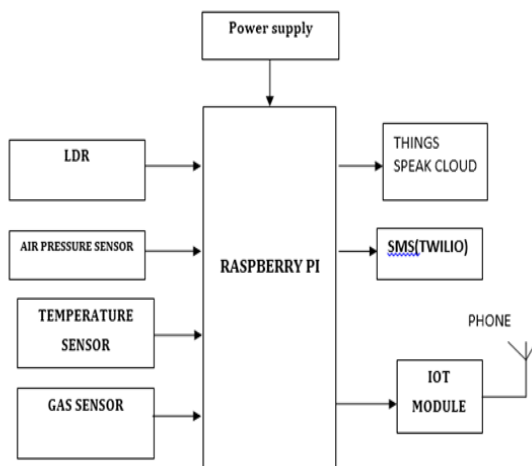 Power supply
LDR
AIR PRESSURE SENSOR
TEMPERATURE
SENSOR
GAS SENSOR
RASPBERRY PI
THINGS
SPEAK CLOUD
SMS(TWILIO)
PHONE
IOT
MODULE